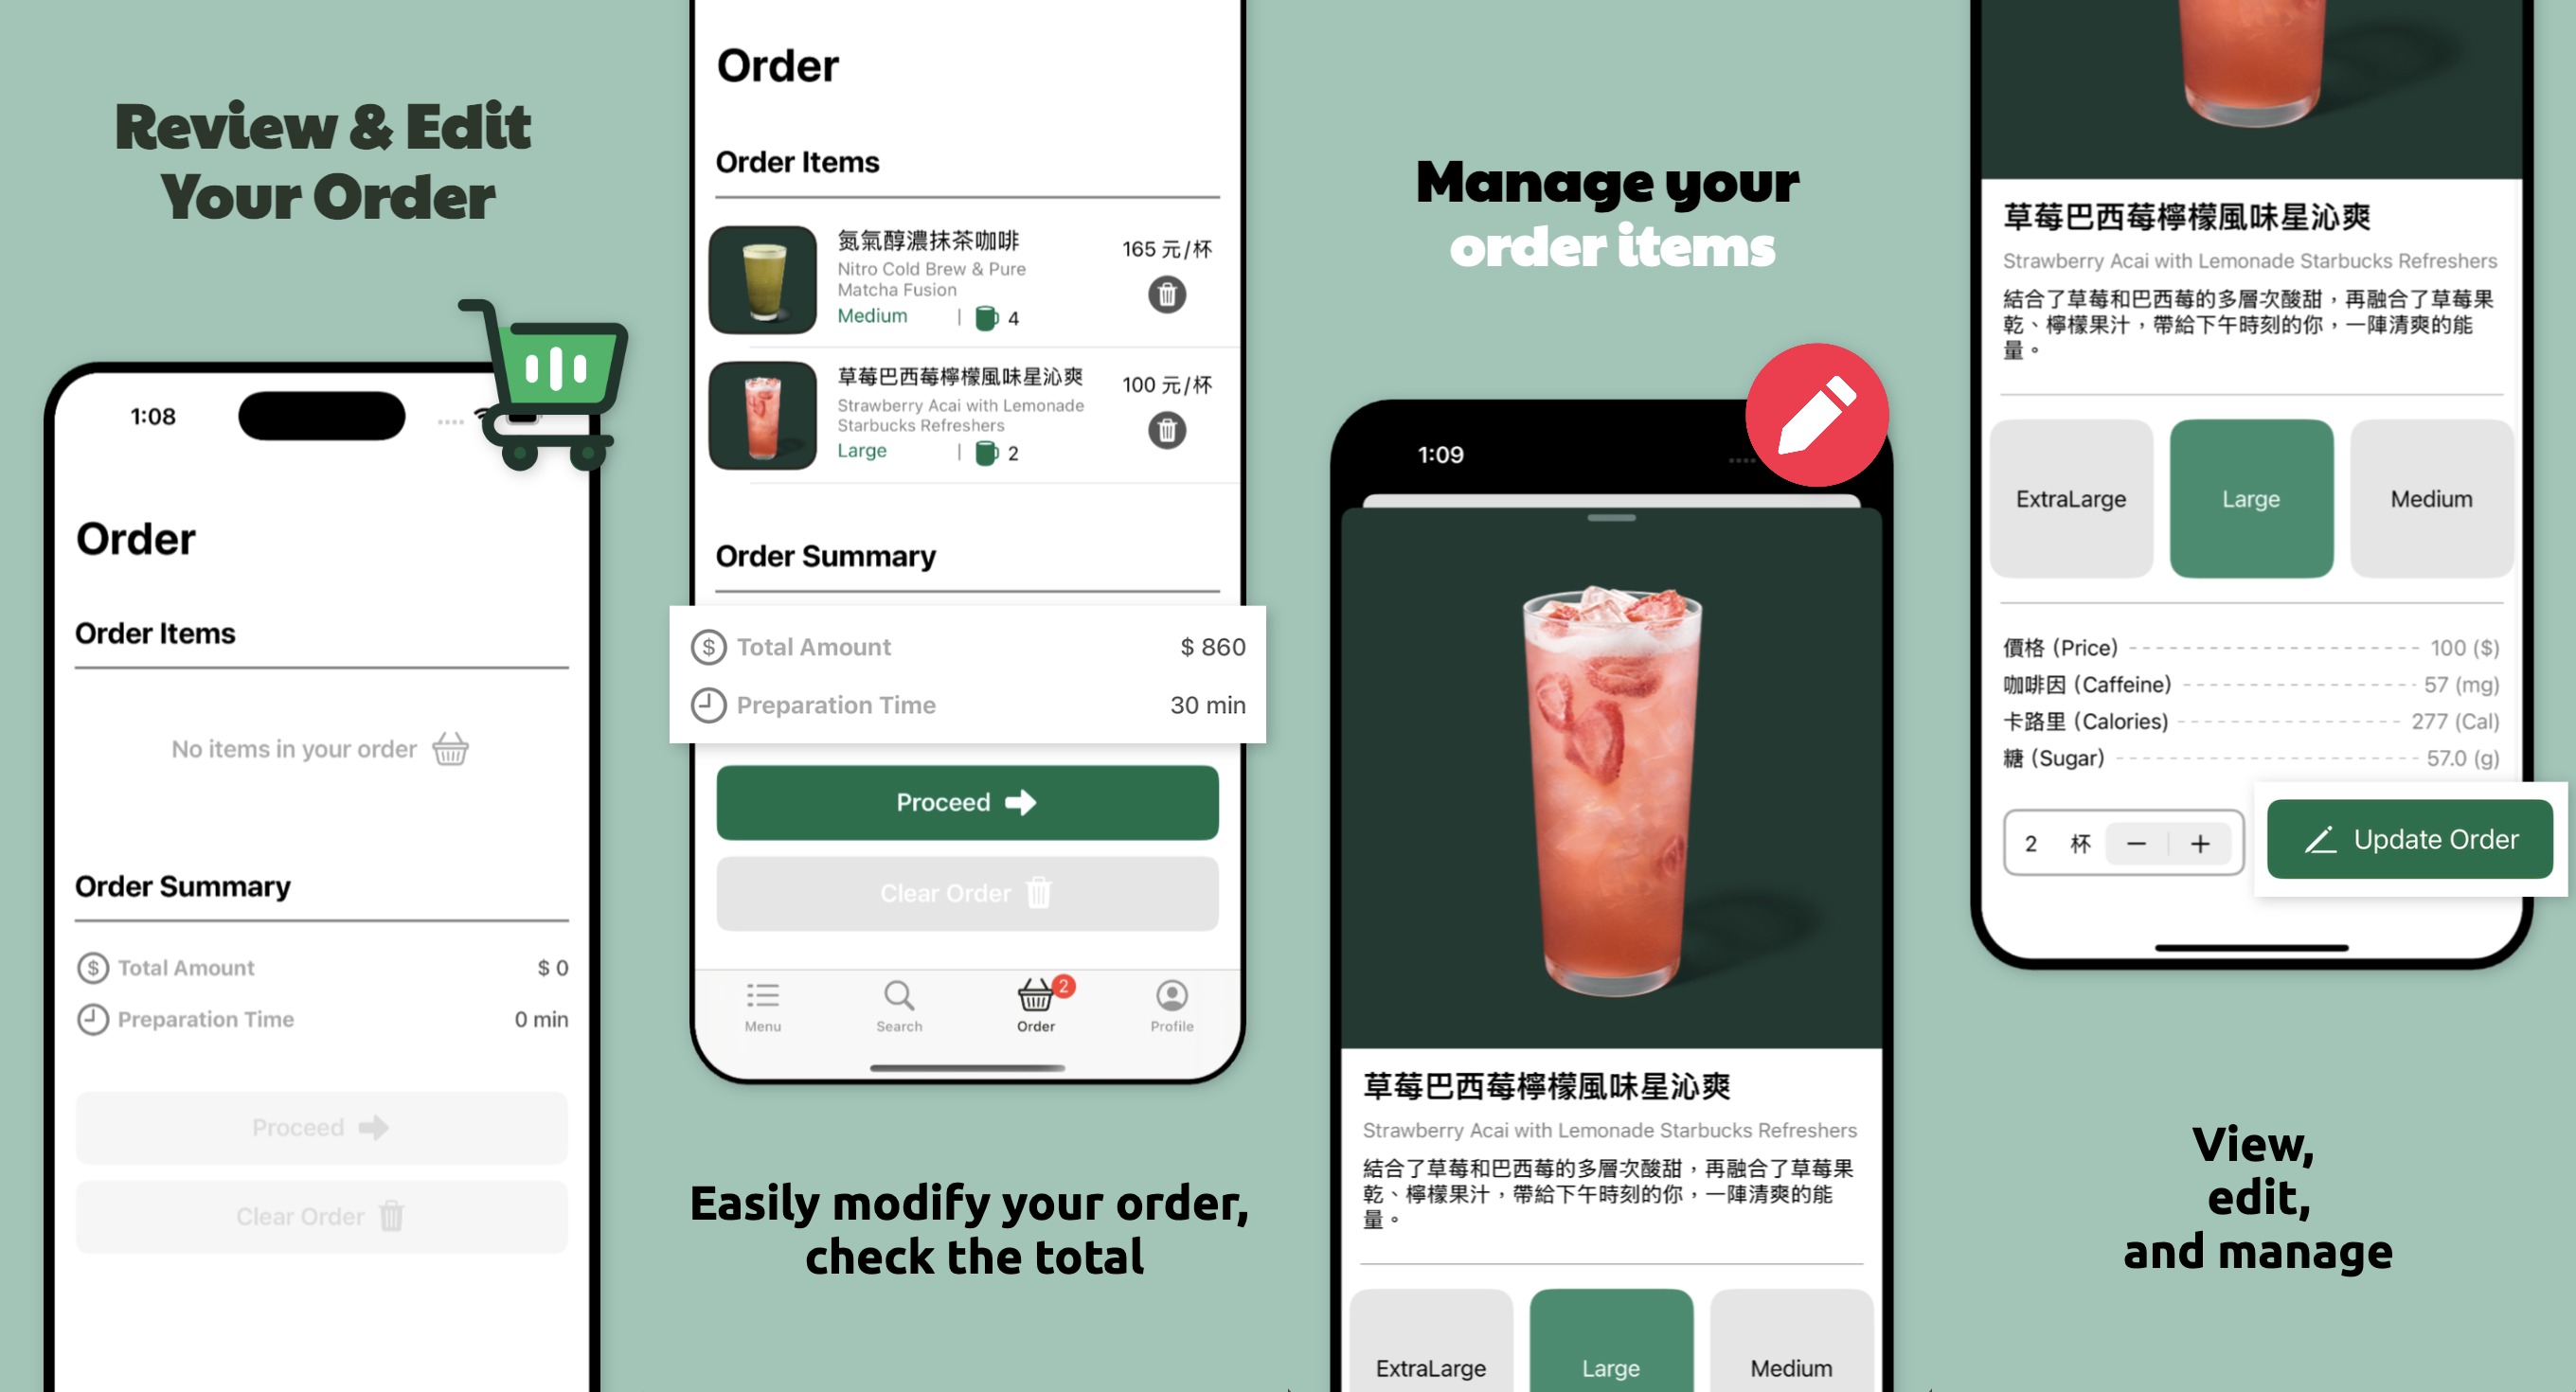 Review & Edit
Your Order
1:08
Order
Order Items
No items in your order
Order Summary
Total Amount $ 0
Preparation Time 0 min
Proceed
Clear Order
Order
Order Items
氮氣醇濃抹茶咖啡 165 元/杯
Nitro Cold Brew & Pure
Matcha Fusion
Medium | 4
草莓巴西莓檸檬風味星沁爽 100 元/杯
Strawberry Acai with Lemonade
Starbucks Refreshers
Large | 2
Order Summary
$ Total Amount $ 860
Preparation Time 30 min
Proceed
Clear Order
2
Menu Search Order Profile
Easily modify your order,
check the total
Manage your
order items
1:09
草莓巴西莓檸檬風味星沁爽
Strawberry Acai with Lemonade Starbucks Refreshers
結合了草莓和巴西莓的多層次酸甜，再融合了草莓果
乾、檸檬果汁，帶給下午時刻的你，一陣清爽的能
量。
ExtraLarge Large Medium
草莓巴西莓檸檬風味星沁爽
Strawberry Acai with Lemonade Starbucks Refreshers
結合了草莓和巴西莓的多層次酸甜，再融合了草莓果
乾、檸檬果汁，帶給下午時刻的你，一陣清爽的能
量。
ExtraLarge Large Medium
價格 (Price) 100 ($)
咖啡因 (Caffeine) 57 (mg)
卡路里 (Calories) 277 (Cal)
糖 (Sugar) 57.0 (g)
2 杯 − + Update Order
View,
edit,
and manage